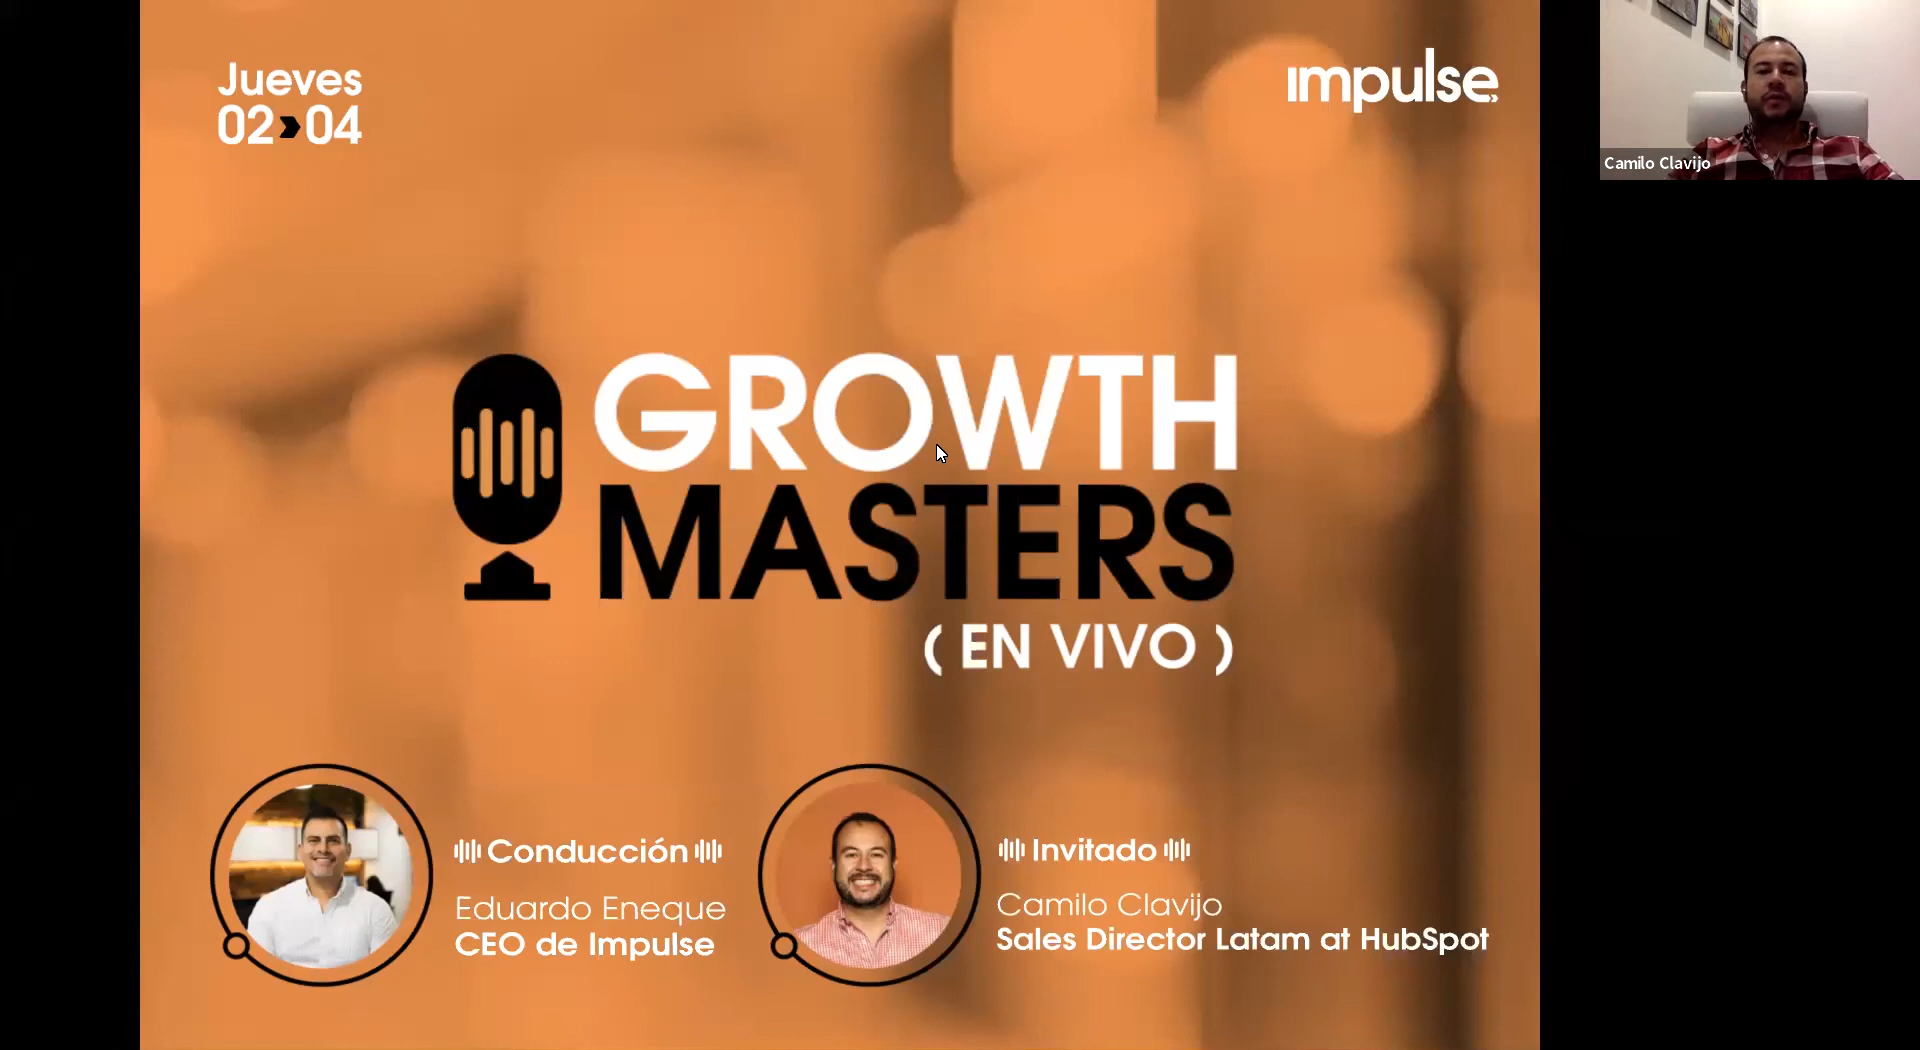 Jueves
02 04
impulse
Camilo Clavijo
GROWTH
MASTERS
( EN VIVO )
Conducción
Eduardo Eneque
CEO de Impulse
Invitado
Camilo Clavijo
Sales Director Latam at HubSpot